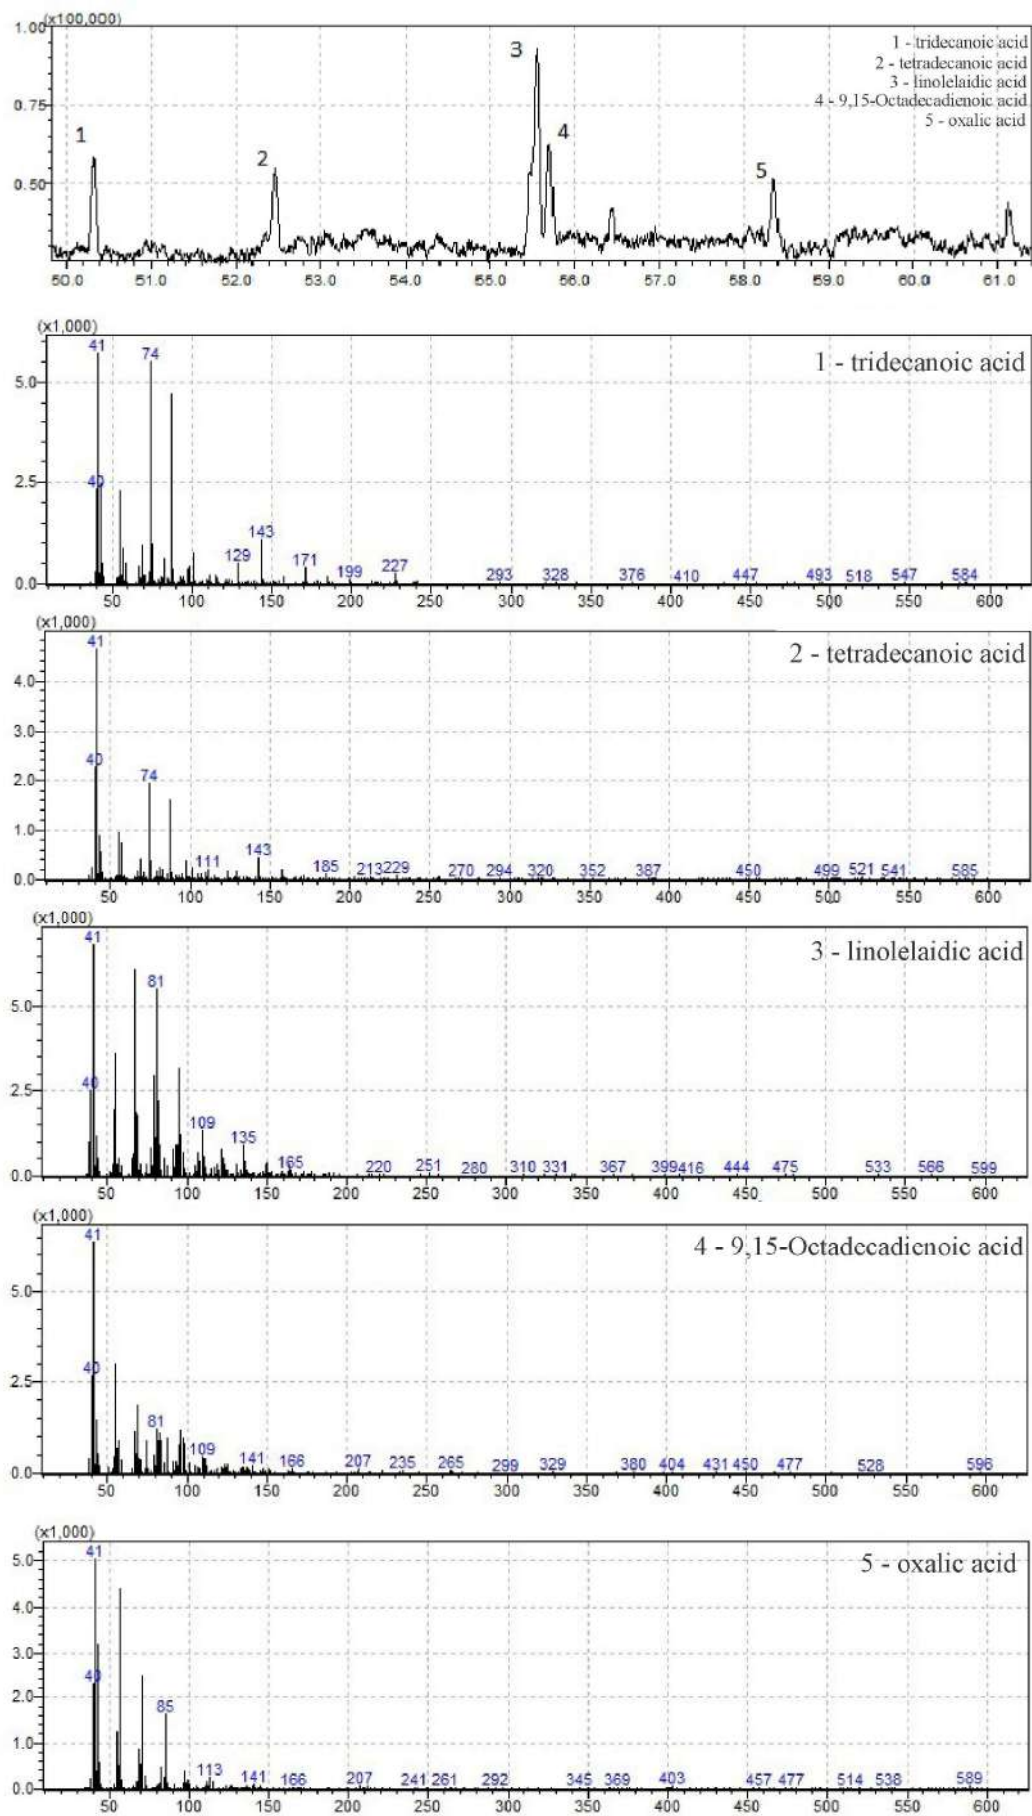 (x100,000)
1.00
0.75
0.50
1
2
3
4
5
1 - tridecanoic acid
2 - tetradecanoic acid
3 - linolelaidic acid
4 - 9,15-Octadecadienoic acid
5 - oxalic acid
50.0 51.0 52.0 53.0 54.0 55.0 56.0 57.0 58.0 59.0 60.0 61.0
(x1,000)
1 - tridecanoic acid
5.0
2.5
0.0
41 74
40
129 143 171 199 227 293 328 376 410 447 493 518 547 584
50 100 150 200 250 300 350 400 450 500 550 600
(x1,000)
2 - tetradecanoic acid
4.0
3.0
2.0
1.0
0.0
41
40 74
111 143 185 213 229 270 294 320 352 387 450 499 521 541 585
50 100 150 200 250 300 350 400 450 500 550 600
(x1,000)
3 - linolelaidic acid
5.0
2.5
0.0
41 81
40
109 135 165 220 251 280 310 331 367 399 416 444 475 533 566 599
50 100 150 200 250 300 350 400 450 500 550 600
(x1,000)
4 - 9,15-Octadecadienoic acid
5.0
2.5
0.0
41
40 81
109 141 166 207 235 265 299 329 380 404 431 450 477 528 596
50 100 150 200 250 300 350 400 450 500 550 600
(x1,000)
5 - oxalic acid
5.0
4.0
3.0
2.0
1.0
0.0
41
40 85
113 141 166 207 241 261 292 345 369 403 457 477 514 538 589
50 100 150 200 250 300 350 400 450 500 550 600